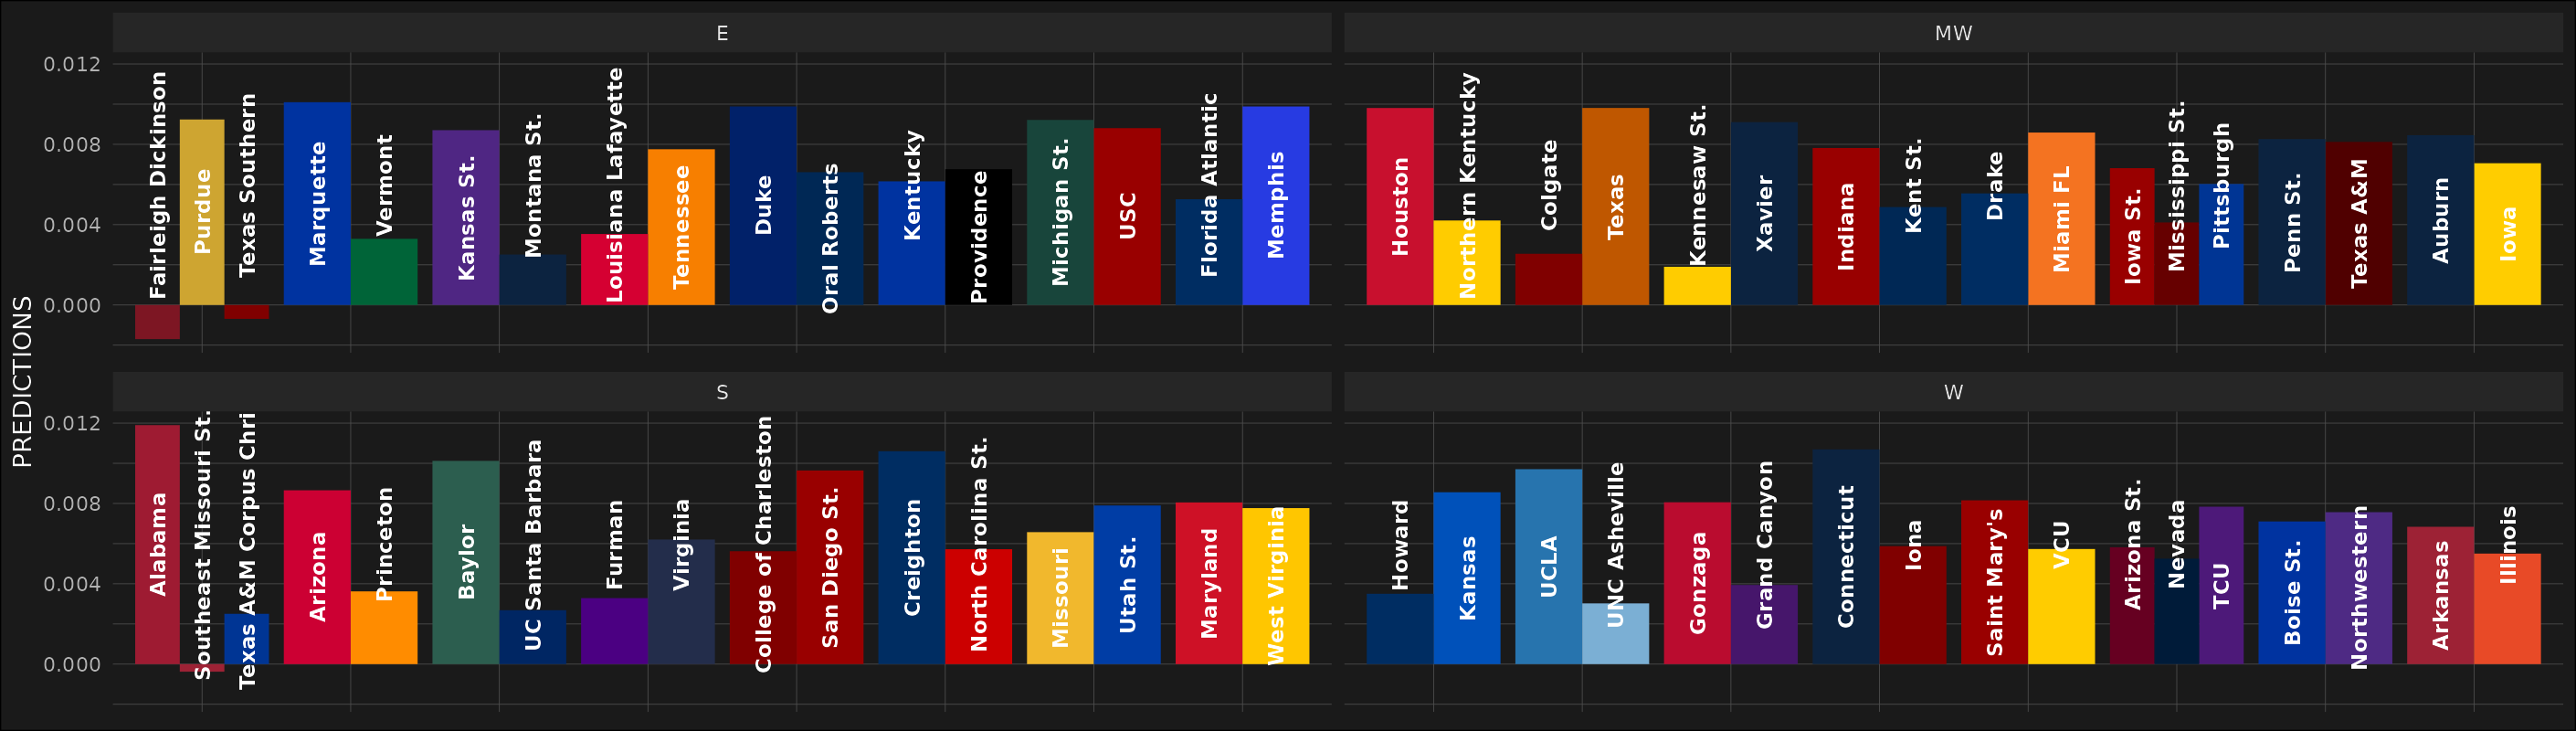 PREDICTIONS
E
0.012
0.008
0.004
0.000
Fairleigh Dickinson
Purdue
Texas Southern
Marquette
Vermont
Kansas St.
Montana St.
Louisiana Lafayette
Tennessee
Duke
Oral Roberts
Kentucky
Providence
Michigan St.
USC
Florida Atlantic
Memphis
MW
Houston
Northern Kentucky
Colgate
Texas
Kennesaw St.
Xavier
Indiana
Kent St.
Drake
Miami FL
Iowa St.
Mississippi St.
Pittsburgh
Penn St.
Texas A&M
Auburn
Iowa
S
0.012
0.008
0.004
0.000
Alabama
Southeast Missouri St.
Texas A&M Corpus Chri
Arizona
Princeton
Baylor
UC Santa Barbara
Furman
Virginia
College of Charleston
San Diego St.
Creighton
North Carolina St.
Missouri
Utah St.
Maryland
West Virginia
W
Howard
Kansas
UCLA
UNC Asheville
Gonzaga
Grand Canyon
Connecticut
Iona
Saint Mary's
VCU
Arizona St.
Nevada
TCU
Boise St.
Northwestern
Arkansas
Illinois